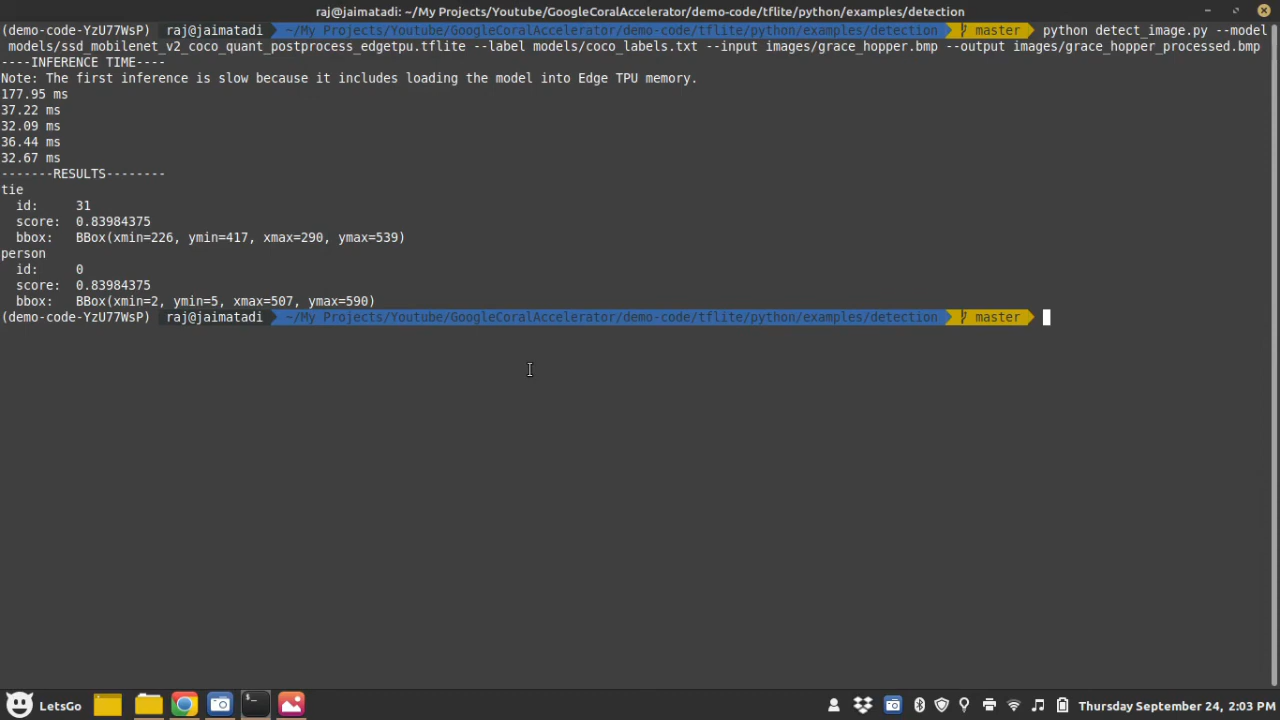 raj@jaimatadi: ~/My Projects/Youtube/GoogleCoralAccelerator/demo-code/tflite/python/examples/detection
(demo-code-YzU77WsP) raj@jaimatadi ~/My Projects/Youtube/GoogleCoralAccelerator/demo-code/tflite/python/examples/detection master python detect_image.py --model
models/ssd_mobilenet_v2_coco_quant_postprocess_edgetpu.tflite --label models/coco_labels.txt --input images/grace_hopper.bmp --output images/grace_hopper_processed.bmp
----INFERENCE TIME----
Note: The first inference is slow because it includes loading the model into Edge TPU memory.
177.95 ms
37.22 ms
32.09 ms
36.44 ms
32.67 ms
-------RESULTS--------
tie
id: 31
score: 0.83984375
bbox: BBox(xmin=226, ymin=417, xmax=290, ymax=539)
person
id: 0
score: 0.83984375
bbox: BBox(xmin=2, ymin=5, xmax=507, ymax=590)
(demo-code-YzU77WsP) raj@jaimatadi ~/My Projects/Youtube/GoogleCoralAccelerator/demo-code/tflite/python/examples/detection master
LetsGo
Thursday September 24, 2:03 PM